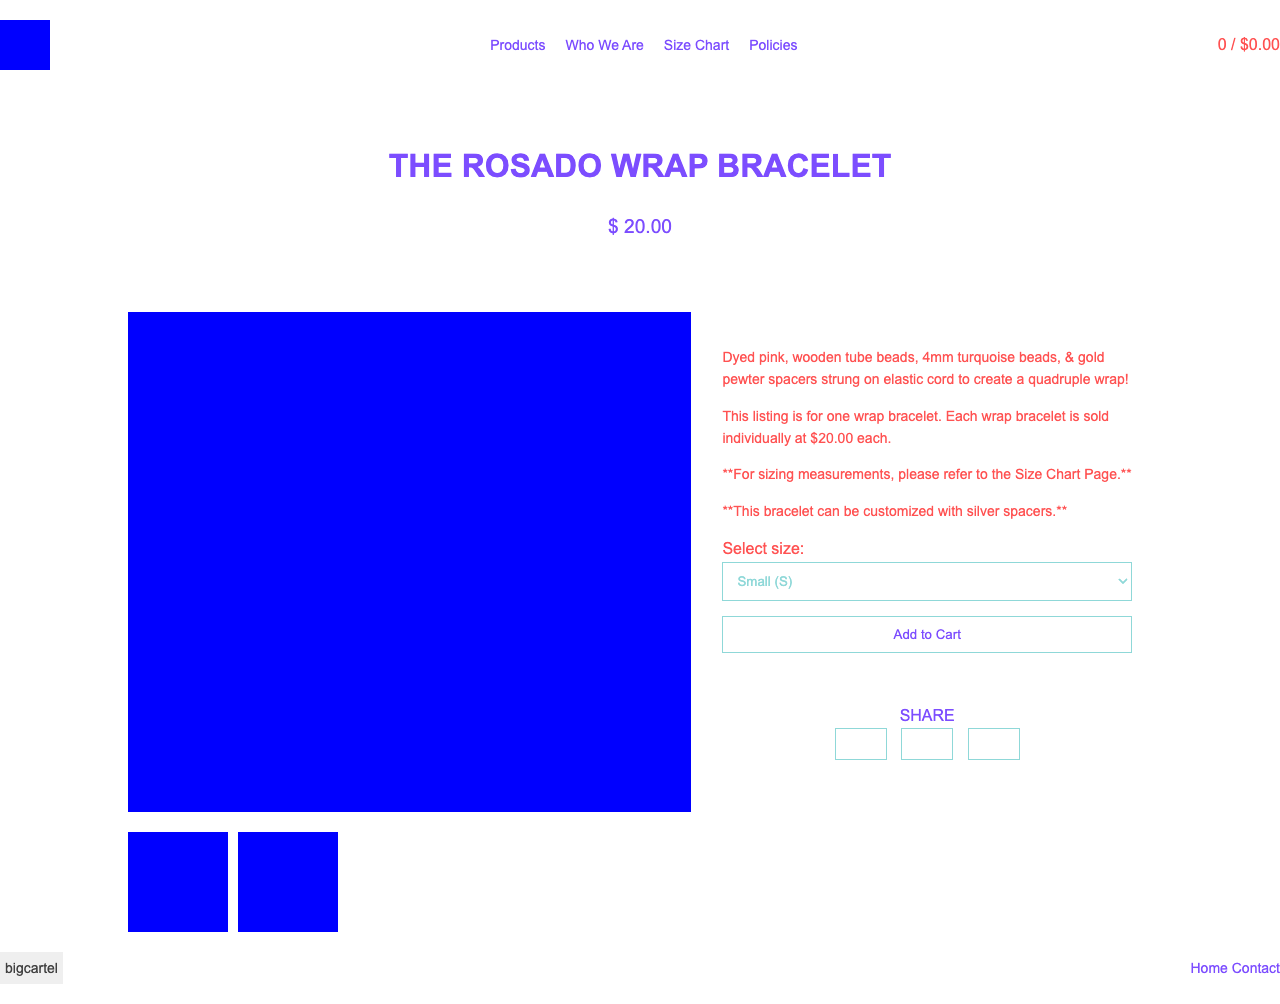 Products Who We Are Size Chart Policies
0 / $0.00
THE ROSADO WRAP BRACELET
$ 20.00
Dyed pink, wooden tube beads, 4mm turquoise beads, & gold
pewter spacers strung on elastic cord to create a quadruple wrap!
This listing is for one wrap bracelet. Each wrap bracelet is sold
individually at $20.00 each.
**For sizing measurements, please refer to the Size Chart Page.**
**This bracelet can be customized with silver spacers.**
Select size:
Small (S)
Add to Cart
SHARE
bigcartel
Home Contact